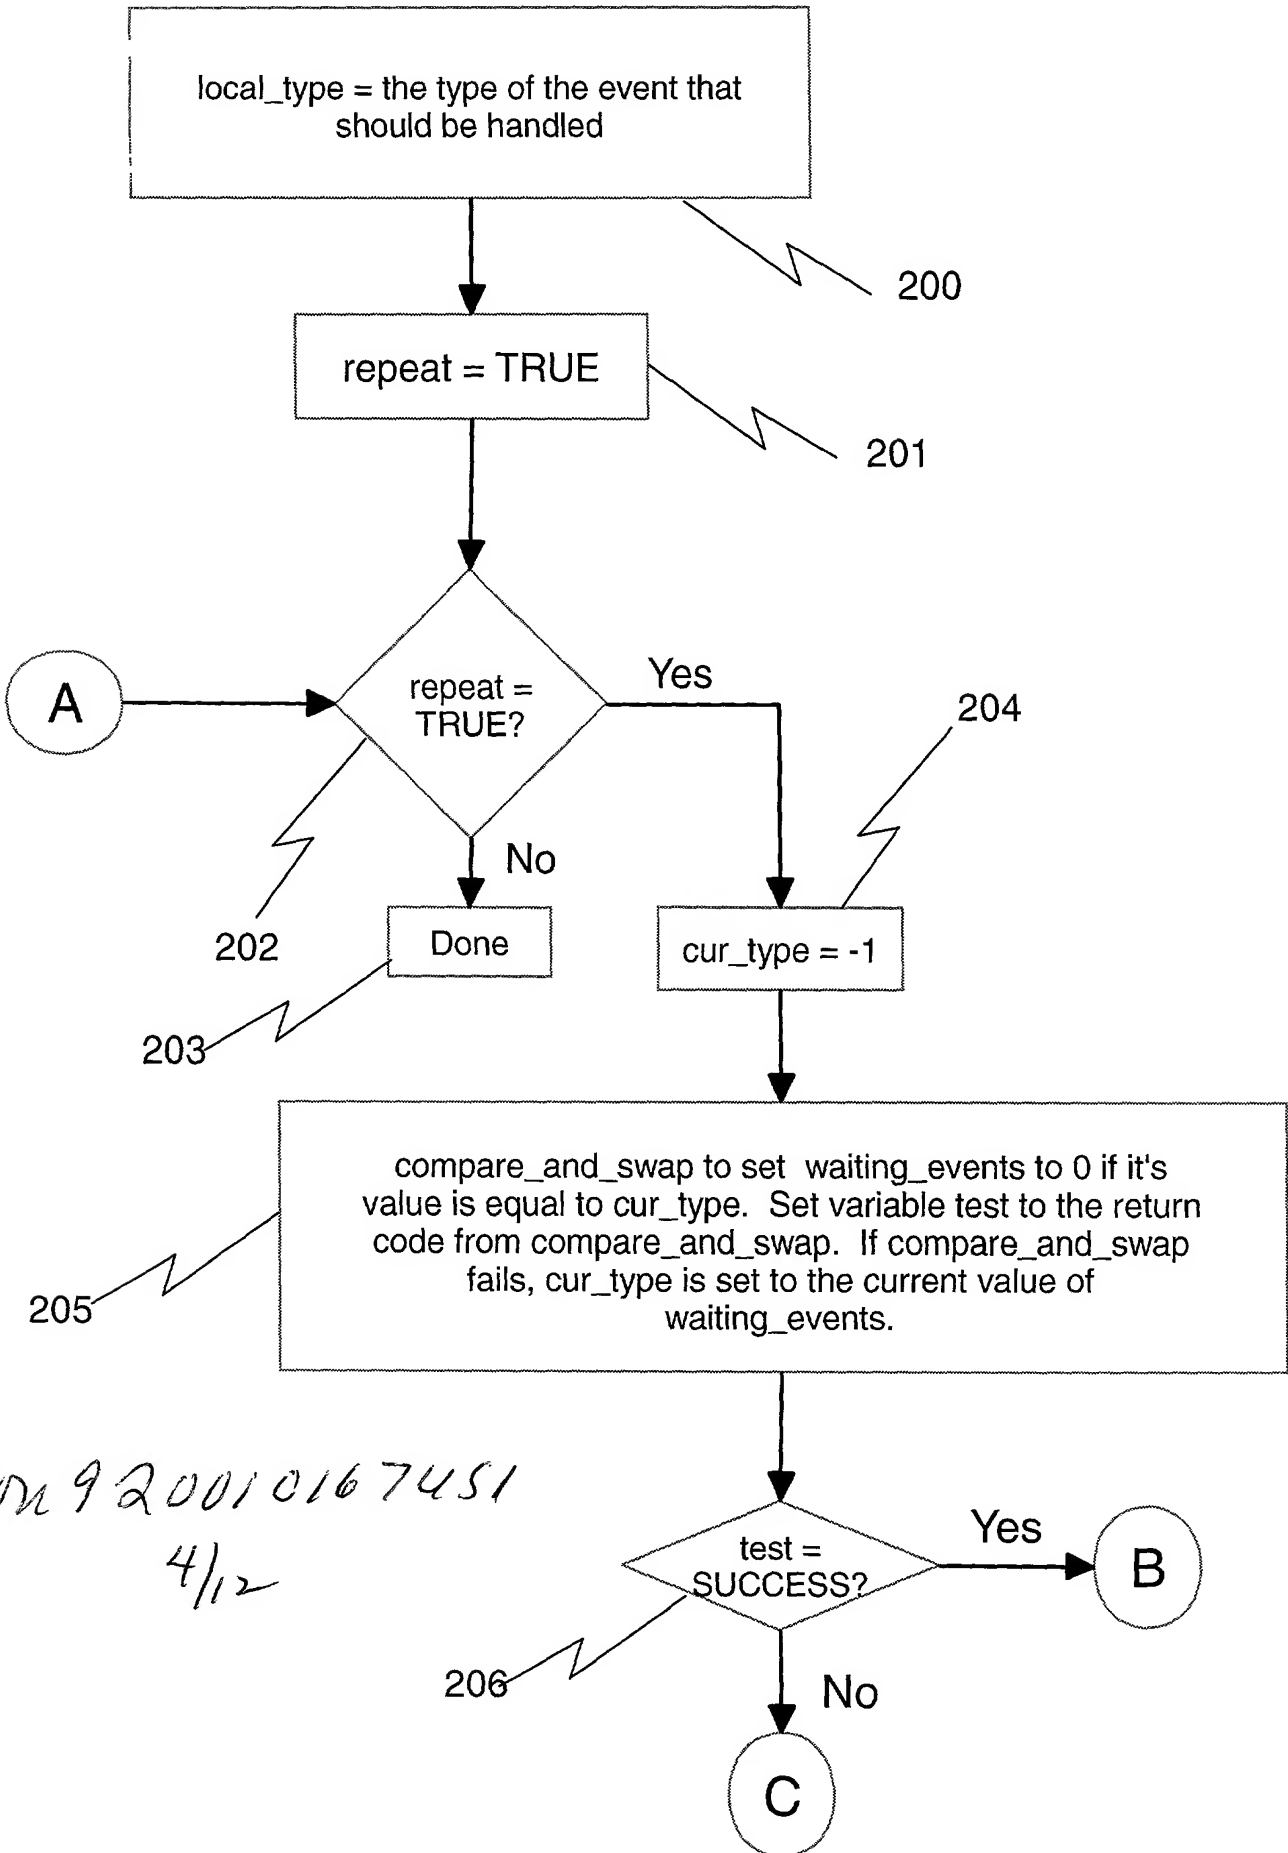 local_type = the type of the event that
should be handled
200
repeat = TRUE
201
A
repeat =
TRUE?
Yes
204
No
202
Done
cur_type = -1
203
compare_and_swap to set waiting_events to 0 if it's
value is equal to cur_type. Set variable test to the return
code from compare_and_swap. If compare_and_swap
fails, cur_type is set to the current value of
waiting_events.
205
test =
SUCCESS?
Yes
B
206
No
C
920010167US1
4/12